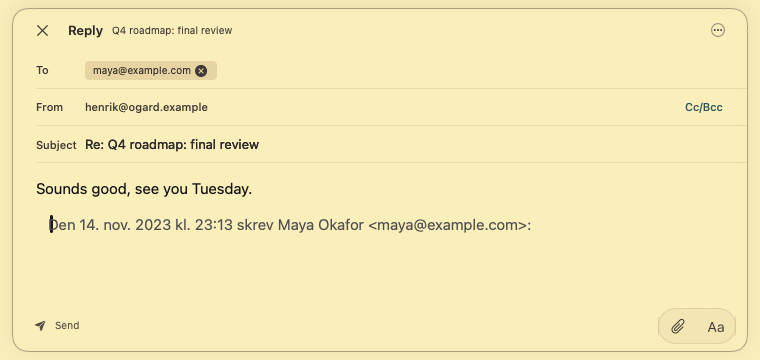 Reply Q4 roadmap: final review
To maya@example.com
From henrik@ogard.example Cc/Bcc
Subject Re: Q4 roadmap: final review
Sounds good, see you Tuesday.
Den 14. nov. 2023 kl. 23:13 skrev Maya Okafor <maya@example.com>:
Send Aa